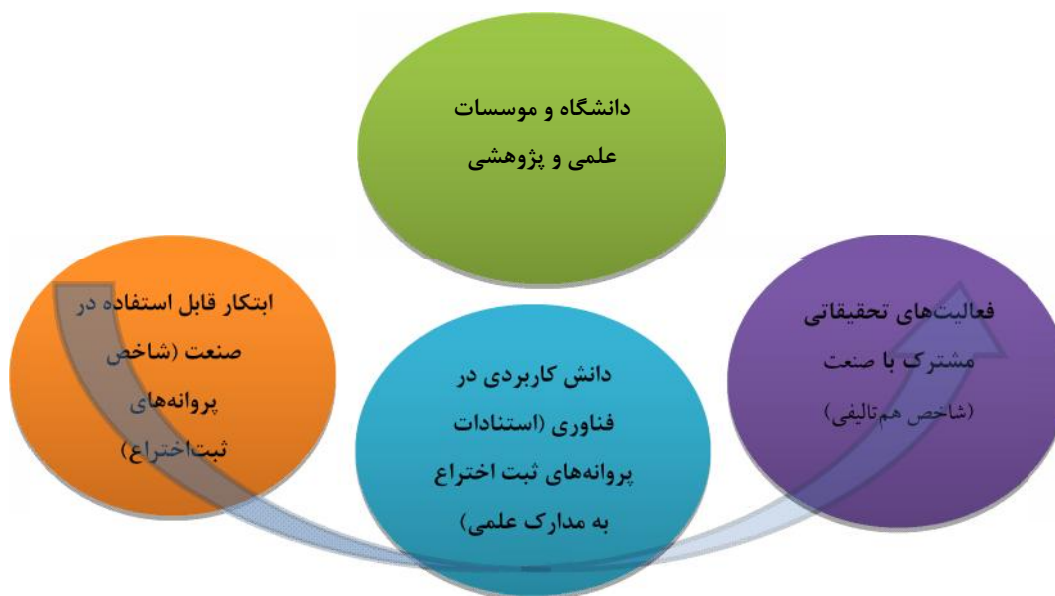 دانشگاه و موسسات
علمی و پژوهشی
فعالیت‌های تحقیقاتی
مشترک با صنعت
(شاخص هم‌تالیفی)
دانش کاربردی در
فناوری (استنادات
پروانه‌های ثبت اختراع
به مدارک علمی)
ابتکار قابل استفاده در
صنعت (شاخص
پروانه‌های
ثبت‌اختراع)